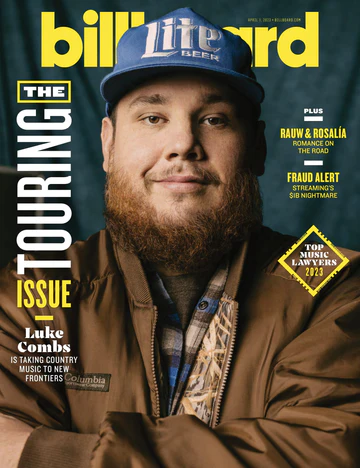 billboard
APRIL 1, 2023 • BILLBOARD.COM
Lite
BEER
THE
TOURING
ISSUE
Luke
Combs
IS TAKING COUNTRY
MUSIC TO NEW
FRONTIERS
PLUS
RAUW & ROSALÍA
ROMANCE ON
THE ROAD
FRAUD ALERT
STREAMING'S
$1B NIGHTMARE
TOP
MUSIC
LAWYERS
2023
Columbia